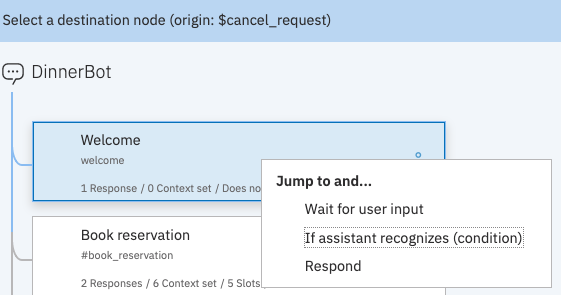 Select a destination node (origin: $cancel_request)
DinnerBot
Welcome
welcome
1 Response / 0 Context set / Does no
Jump to and...
Wait for user input
If assistant recognizes (condition)
Respond
Book reservation
#book_reservation
2 Responses / 6 Context set / 5 Slots